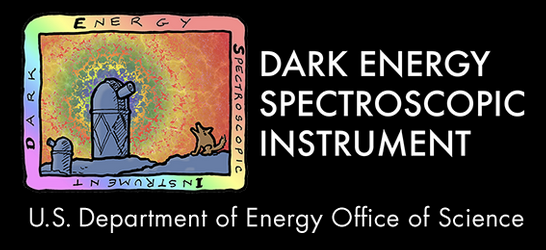 DARK ENERGY
SPECTROSCOPIC
INSTRUMENT
DARK
ENERGY
SPECTROSCOPIC
INSTRUMENT
U.S. Department of Energy Office of Science